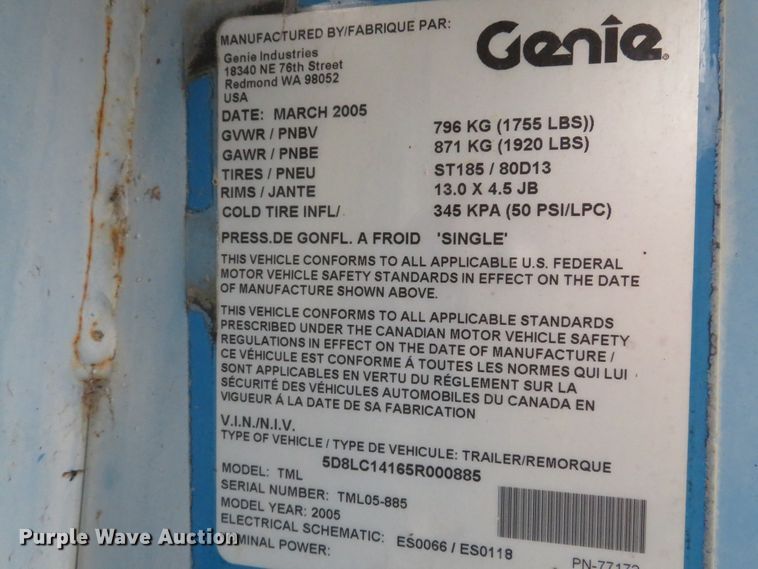 MANUFACTURED BY/FABRIQUE PAR:
Genie
Genie Industries
18340 NE 76th Street
Redmond WA 98052
USA
DATE: MARCH 2005
GVWR / PNBV 796 KG (1755 LBS))
GAWR / PNBE 871 KG (1920 LBS)
TIRES / PNEU ST185 / 80D13
RIMS / JANTE 13.0 X 4.5 JB
COLD TIRE INFL/ 345 KPA (50 PSI/LPC)
PRESS.DE GONFL. A FROID 'SINGLE'
THIS VEHICLE CONFORMS TO ALL APPLICABLE U.S. FEDERAL
MOTOR VEHICLE SAFETY STANDARDS IN EFFECT ON THE DATE
OF MANUFACTURE SHOWN ABOVE.
THIS VEHICLE CONFORMS TO ALL APPLICABLE STANDARDS
PRESCRIBED UNDER THE CANADIAN MOTOR VEHICLE SAFETY
REGULATIONS IN EFFECT ON THE DATE OF MANUFACTURE /
CE VÉHICULE EST CONFORME Á TOUTES LES NORMES QUI LUI
SONT APPLICABLES EN VERTU DU RÉGLEMENT SUR LA
SÉCURITÉ DES VÉHICULES AUTOMOBILES DU CANADA EN
VIGUEUR Á LA DATE DE SA FABRICATION
V.I.N./N.I.V.
TYPE OF VEHICLE / TYPE DE VEHICULE: TRAILER/REMORQUE
5D8LC14165R000885
MODEL: TML
SERIAL NUMBER: TML05-885
MODEL YEAR: 2005
ELECTRICAL SCHEMATIC: ES0066 / ES0118
POWER:
Purple Wave Auction